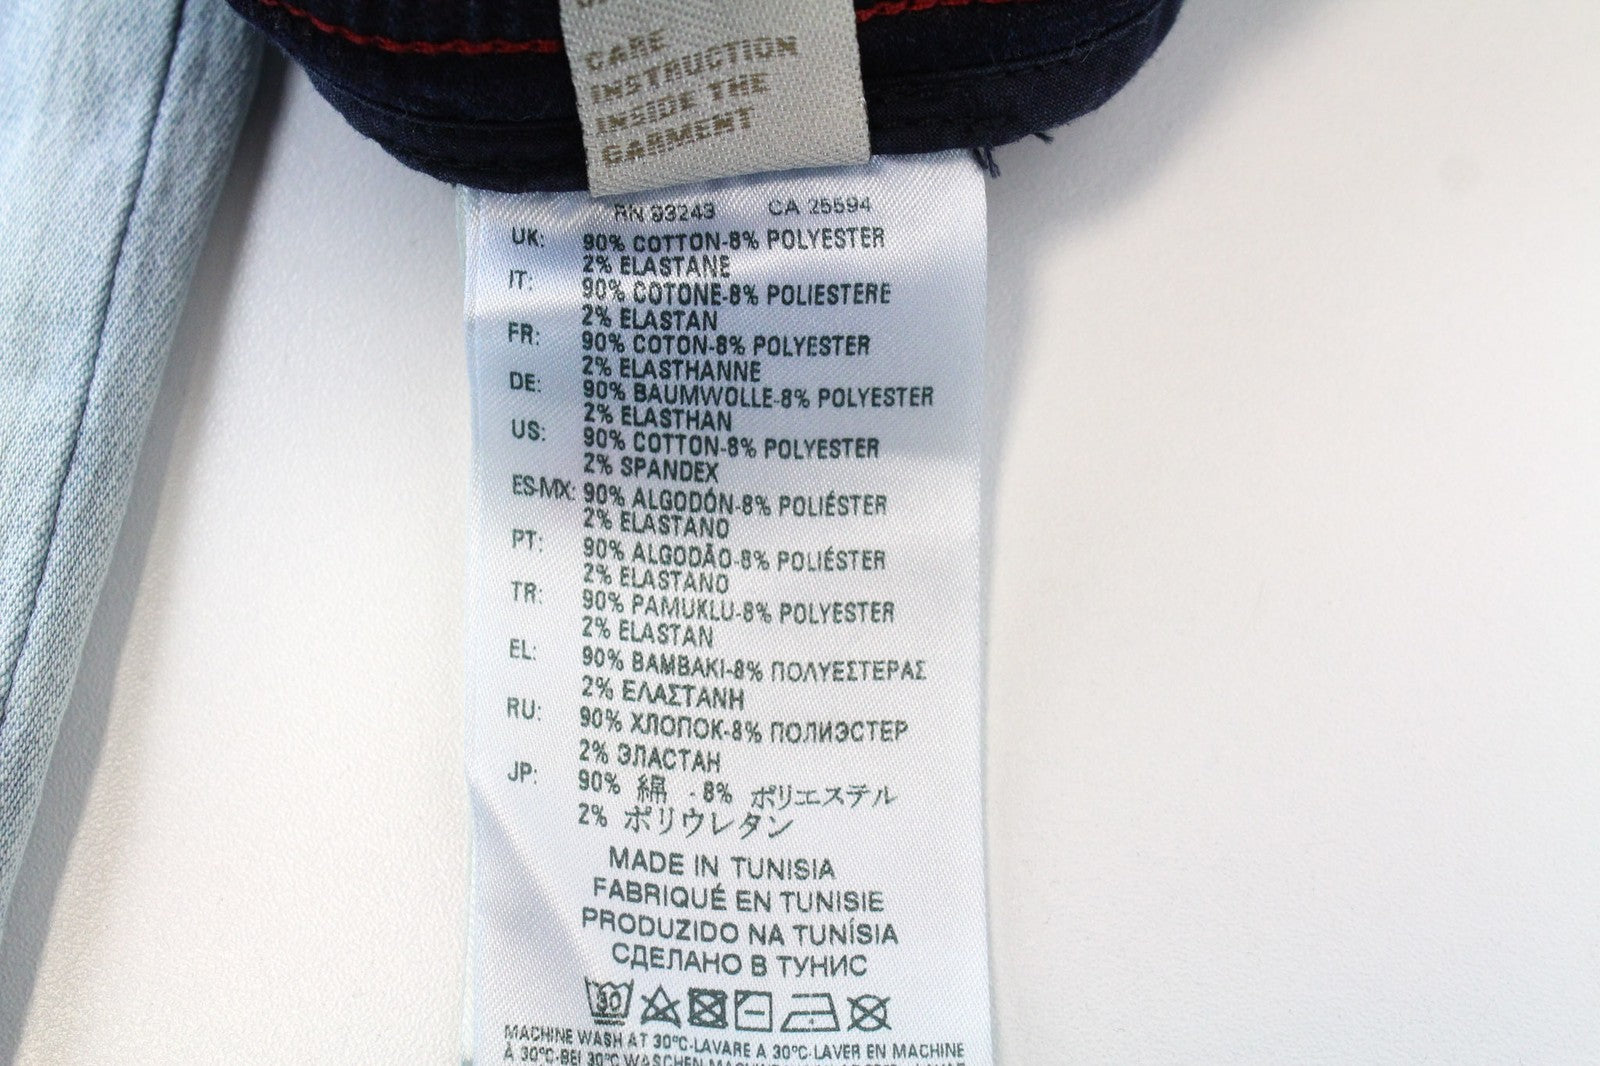 CARE
INSTRUCTION
INSIDE THE
GARMENT
RN 93243 CA 25594
UK: 90% COTTON-8% POLYESTER
2% ELASTANE
IT: 90% COTONE-8% POLIESTERE
2% ELASTAN
FR: 90% COTON-8% POLYESTER
2% ELASTHANNE
DE: 90% BAUMWOLLE-8% POLYESTER
2% ELASTHAN
US: 90% COTTON-8% POLYESTER
2% SPANDEX
ES-MX: 90% ALGODÓN-8% POLIÉSTER
2% ELASTANO
PT: 90% ALGODÃO-8% POLIÉSTER
2% ELASTANO
TR: 90% PAMUKLU-8% POLYESTER
2% ELASTAN
EL: 90% ΒΑΜΒΑΚΙ-8% ΠΟΛΥΕΣΤΕΡΑΣ
2% ΕΛΑΣΤΑΝΗ
RU: 90% ХЛОПОК-8% ПОЛИЭСТЕР
2% ЭЛАСТАН
JP: 90% 綿 -8% ポリエステル
2% ポリウレタン
MADE IN TUNISIA
FABRIQUÉ EN TUNISIE
PRODUZIDO NA TUNÍSIA
СДЕЛАНО В ТУНИС
30
MACHINE WASH AT 30°C-LAVARE A 30°C-LAVER EN MACHINE
À 30°C-BEI 30°C WASCHEN